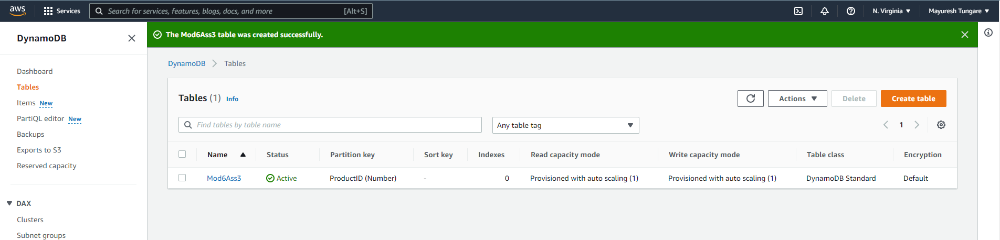 aws Services Search for services, features, blogs, docs, and more [Alt+S] N. Virginia Mayuresh Tungare
DynamoDB
The Mod6Ass3 table was created successfully.
Dashboard
Tables
Items New
PartiQL editor New
Backups
Exports to S3
Reserved capacity
DAX
Clusters
Subnet groups
DynamoDB Tables
Tables (1) Info Actions Delete Create table
Find tables by table name Any table tag 1
Name Status Partition key Sort key Indexes Read capacity mode Write capacity mode Table class Encryption
Mod6Ass3 Active ProductID (Number) - 0 Provisioned with auto scaling (1) Provisioned with auto scaling (1) DynamoDB Standard Default